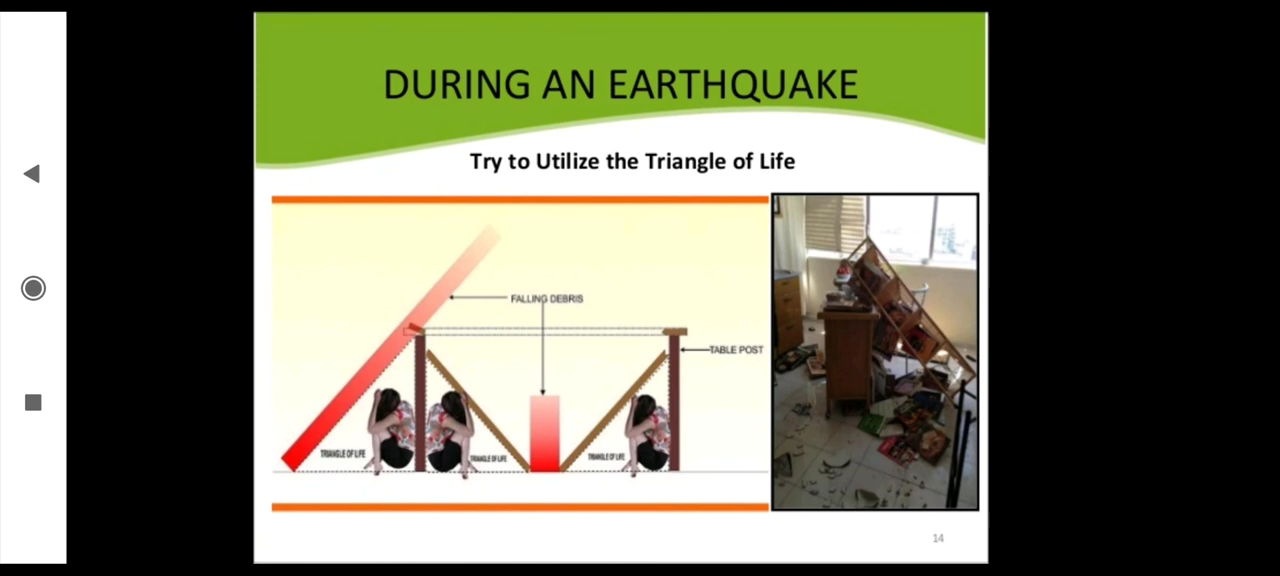 DURING AN EARTHQUAKE
Try to Utilize the Triangle of Life
FALLING DEBRIS
TABLE POST
TRIANGLE OF LIFE
TRIANGLE OF LIFE
TRIANGLE OF LIFE
14